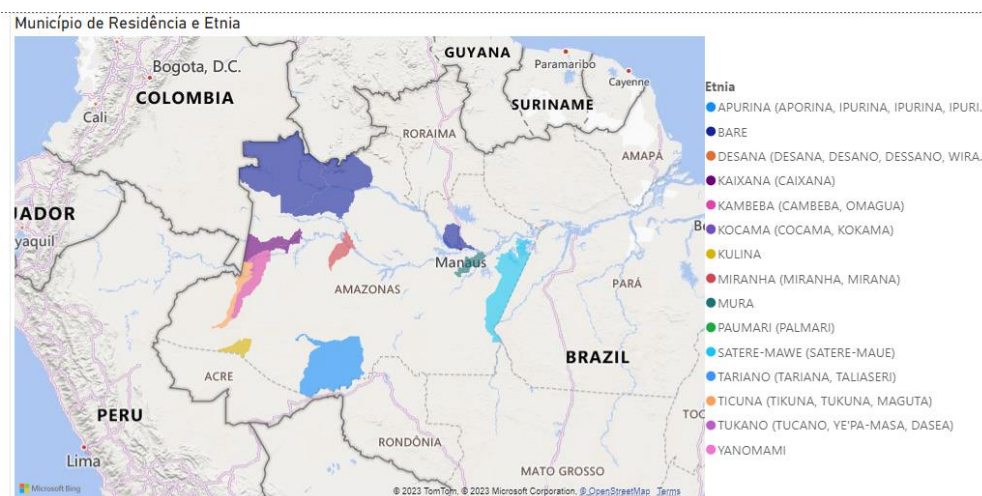 Município de Residência e Etnia
Bogota, D.C.
COLOMBIA
Cali
GUYANA
Paramaribo
Cayenne
SURINAME
RORAIMA
AMAPÁ
UADOR
yaquil
Manaus
AMAZONAS
PARÁ
BRAZIL
ACRE
PERU
RONDÔNIA
TOC
Lima
MATO GROSSO
Microsoft Bing
© 2023 TomTom, © 2023 Microsoft Corporation, © OpenStreetMap Terms
Etnia
APURINA (APORINA, IPURINA, IPURINA, IPURI...
BARE
DESANA (DESANA, DESANO, DESSANO, WIRA...
KAIXANA (CAIXANA)
KAMBEBA (CAMBEBA, OMAGUA)
KOCAMA (COCAMA, KOKAMA)
KULINA
MIRANHA (MIRANHA, MIRANA)
MURA
PAUMARI (PALMARI)
SATERE-MAWE (SATERE-MAUE)
TARIANO (TARIANA, TALIASERI)
TICUNA (TIKUNA, TUKUNA, MAGUTA)
TUKANO (TUCANO, YE'PA-MASA, DASEA)
YANOMAMI